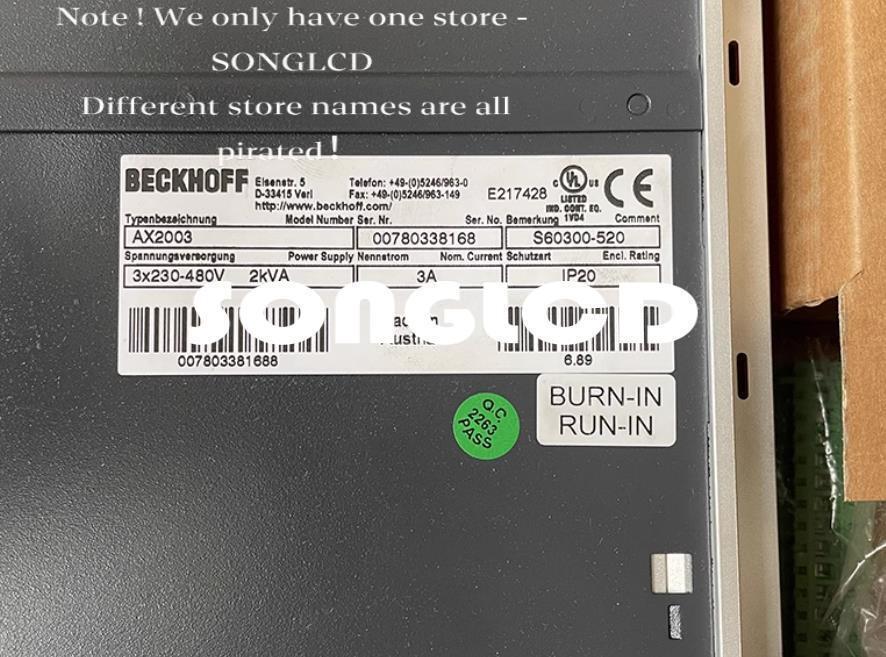 Note ! We only have one store -
SONGLCD
Different store names are all
pirated !
BECKHOFF
Eisenstr. 5
D-33415 Verl
Telefon: +49-(0)5246/963-0
Fax: +49-(0)5246/963-149
http://www.beckhoff.com/
E217428
C UL US
LISTED
IND. CONT. EQ.
1VD4
CE
Typenbezeichnung Model Number Ser. Nr. Ser. No. Bemerkung Comment
AX2003 00780338168 S60300-520
Spannungsversorgung Power Supply Nennstrom Nom. Current Schutzart Encl. Rating
3x230-480V 2kVA 3A IP20
SONGLCD
007803381688 6.89
Q.C.
2263
PASS
BURN-IN
RUN-IN